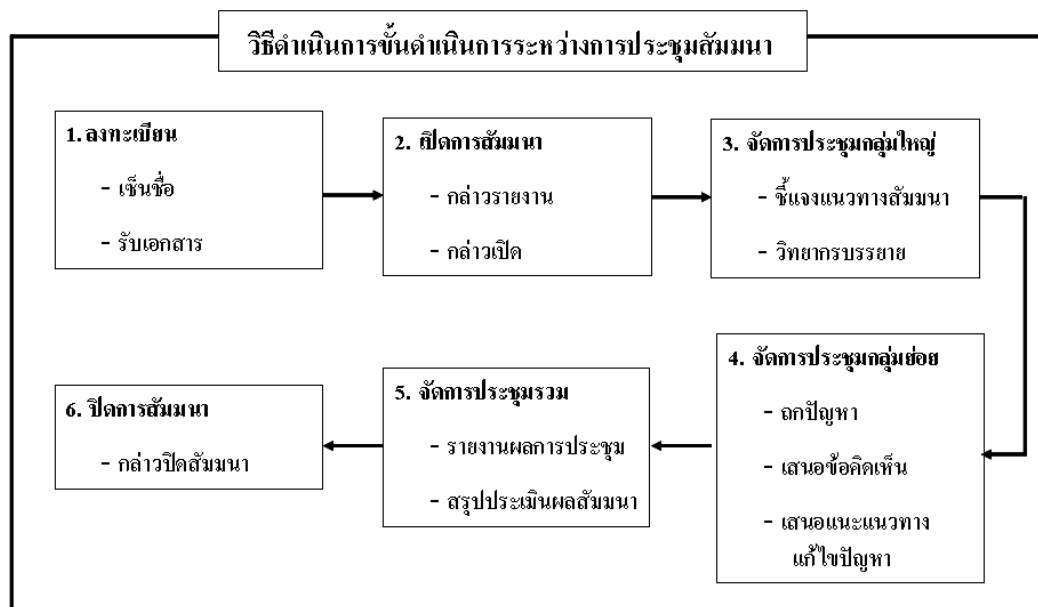 วิธีดำเนินการขั้นดำเนินการระหว่างการประชุมสัมมนา
1. ลงทะเบียน
- เซ็นชื่อ
- รับเอกสาร
2. เปิดการสัมมนา
- กล่าวรายงาน
- กล่าวเปิด
3. จัดการประชุมกลุ่มใหญ่
- ชี้แจงแนวทางสัมมนา
- วิทยากรบรรยาย
4. จัดการประชุมกลุ่มย่อย
- ถกปัญหา
- เสนอข้อคิดเห็น
- เสนอแนะแนวทาง
แก้ไขปัญหา
5. จัดการประชุมรวม
- รายงานผลการประชุม
- สรุปประเมินผลสัมมนา
6. ปิดการสัมมนา
- กล่าวปิดสัมมนา